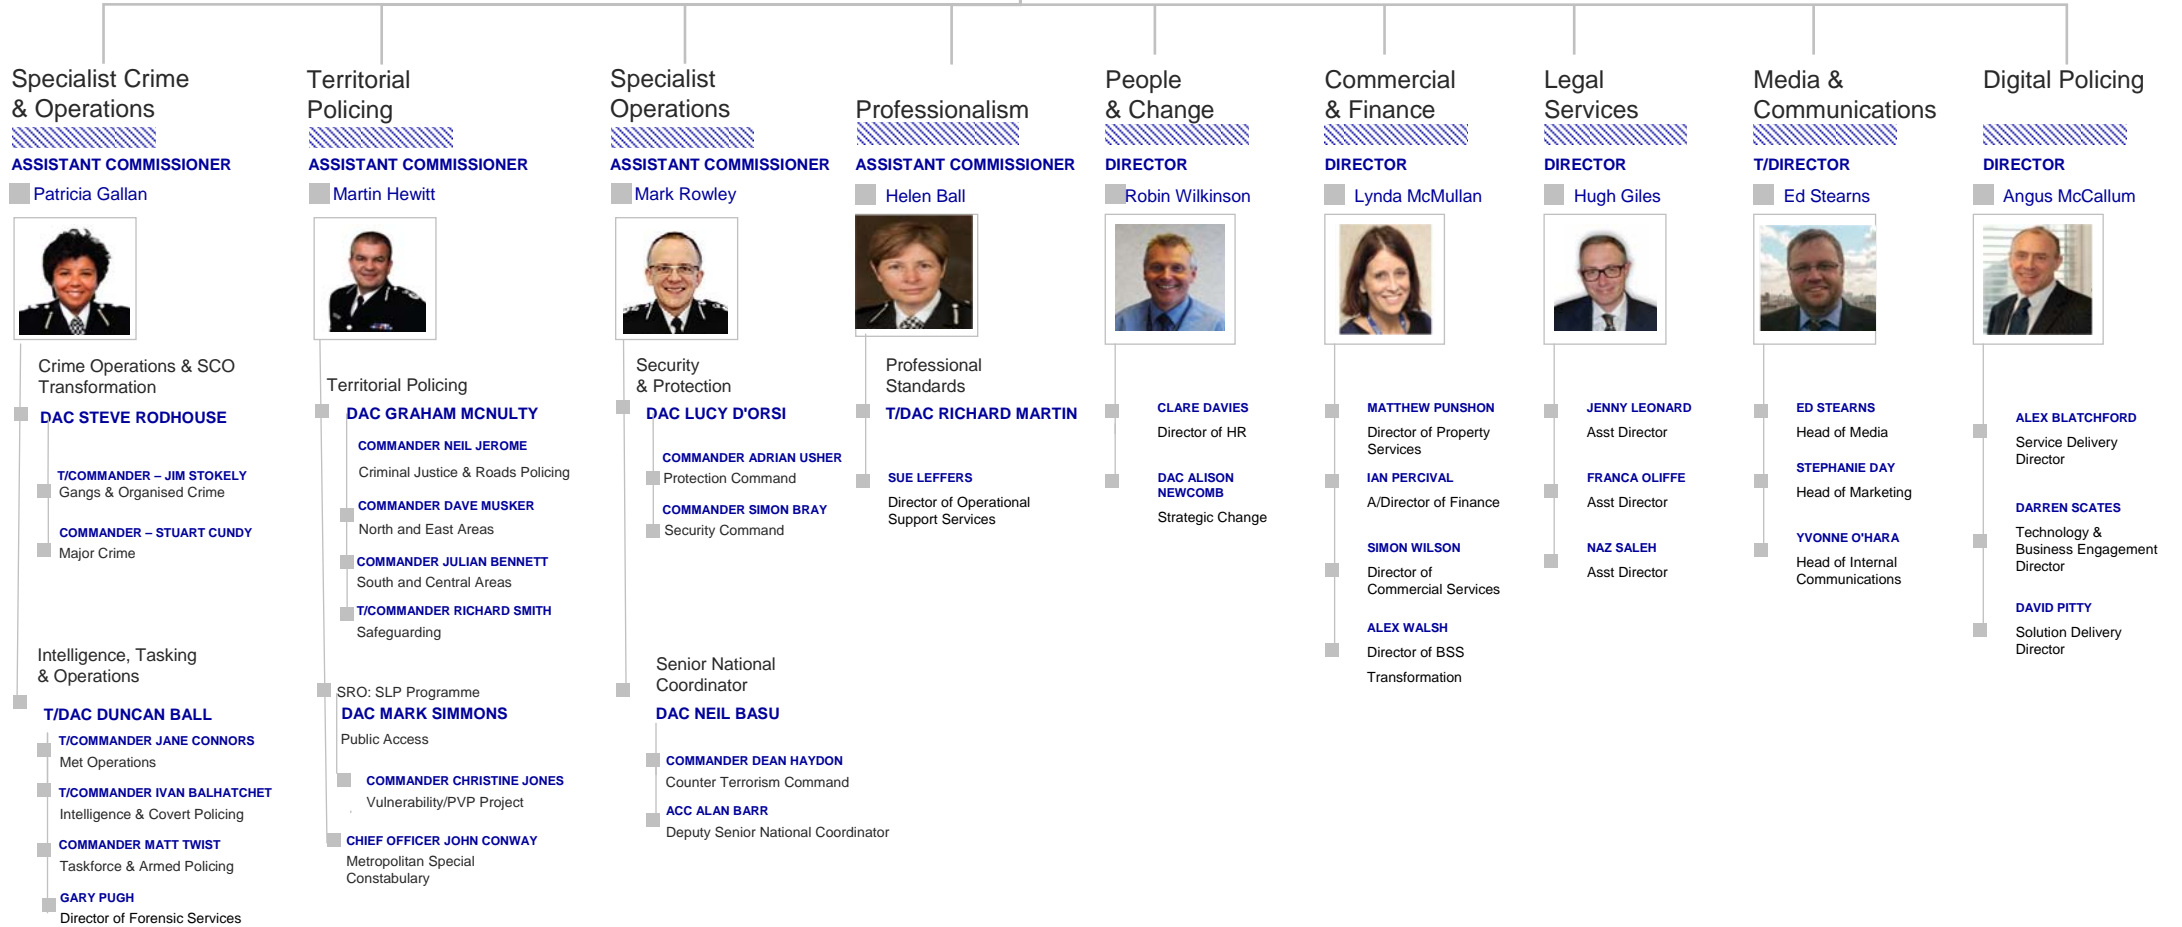 Specialist Crime
& Operations
ASSISTANT COMMISSIONER
Patricia Gallan
Crime Operations & SCO
Transformation
DAC STEVE RODHOUSE
T/COMMANDER – JIM STOKELY
Gangs & Organised Crime
COMMANDER – STUART CUNDY
Major Crime
Intelligence, Tasking
& Operations
T/DAC DUNCAN BALL
T/COMMANDER JANE CONNORS
Met Operations
T/COMMANDER IVAN BALHATCHET
Intelligence & Covert Policing
COMMANDER MATT TWIST
Taskforce & Armed Policing
GARY PUGH
Director of Forensic Services
Territorial
Policing
ASSISTANT COMMISSIONER
Martin Hewitt
Territorial Policing
DAC GRAHAM MCNULTY
COMMANDER NEIL JEROME
Criminal Justice & Roads Policing
COMMANDER DAVE MUSKER
North and East Areas
COMMANDER JULIAN BENNETT
South and Central Areas
T/COMMANDER RICHARD SMITH
Safeguarding
SRO: SLP Programme
DAC MARK SIMMONS
Public Access
COMMANDER CHRISTINE JONES
Vulnerability/PVP Project
CHIEF OFFICER JOHN CONWAY
Metropolitan Special
Constabulary
Specialist
Operations
ASSISTANT COMMISSIONER
Mark Rowley
Security
& Protection
DAC LUCY D'ORSI
COMMANDER ADRIAN USHER
Protection Command
COMMANDER SIMON BRAY
Security Command
Senior National
Coordinator
DAC NEIL BASU
COMMANDER DEAN HAYDON
Counter Terrorism Command
ACC ALAN BARR
Deputy Senior National Coordinator
Professionalism
ASSISTANT COMMISSIONER
Helen Ball
Professional
Standards
T/DAC RICHARD MARTIN
SUE LEFFERS
Director of Operational
Support Services
People
& Change
DIRECTOR
Robin Wilkinson
CLARE DAVIES
Director of HR
DAC ALISON
NEWCOMB
Strategic Change
Commercial
& Finance
DIRECTOR
Lynda McMullan
MATTHEW PUNSHON
Director of Property
Services
IAN PERCIVAL
A/Director of Finance
SIMON WILSON
Director of
Commercial Services
ALEX WALSH
Director of BSS
Transformation
Legal
Services
DIRECTOR
Hugh Giles
JENNY LEONARD
Asst Director
FRANCA OLIFFE
Asst Director
NAZ SALEH
Asst Director
Media &
Communications
T/DIRECTOR
Ed Stearns
ED STEARNS
Head of Media
STEPHANIE DAY
Head of Marketing
YVONNE O'HARA
Head of Internal
Communications
Digital Policing
DIRECTOR
Angus McCallum
ALEX BLATCHFORD
Service Delivery
Director
DARREN SCATES
Technology &
Business Engagement
Director
DAVID PITTY
Solution Delivery
Director